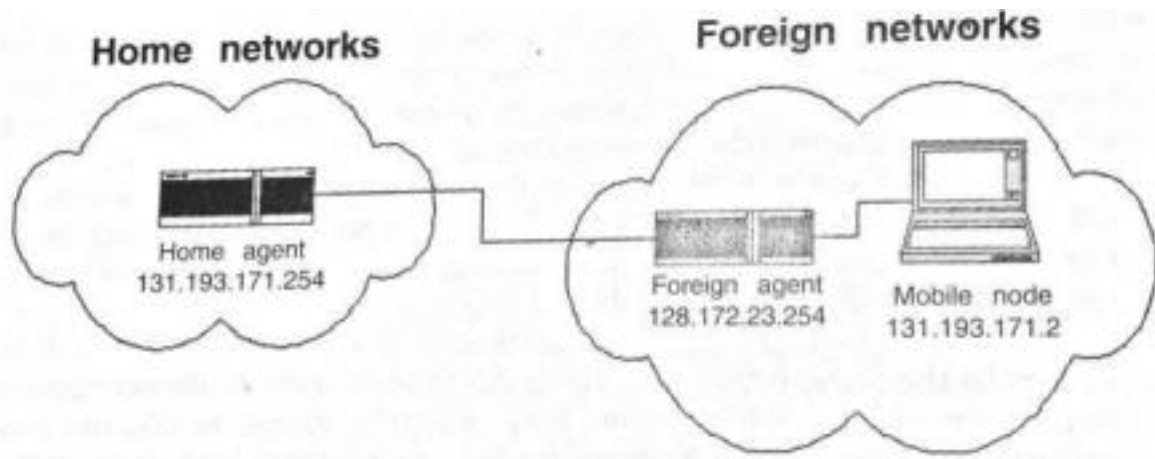 Home networks
Foreign networks
Home agent
131.193.171.254
Foreign agent
128.172.23.254
Mobile node
131.193.171.2